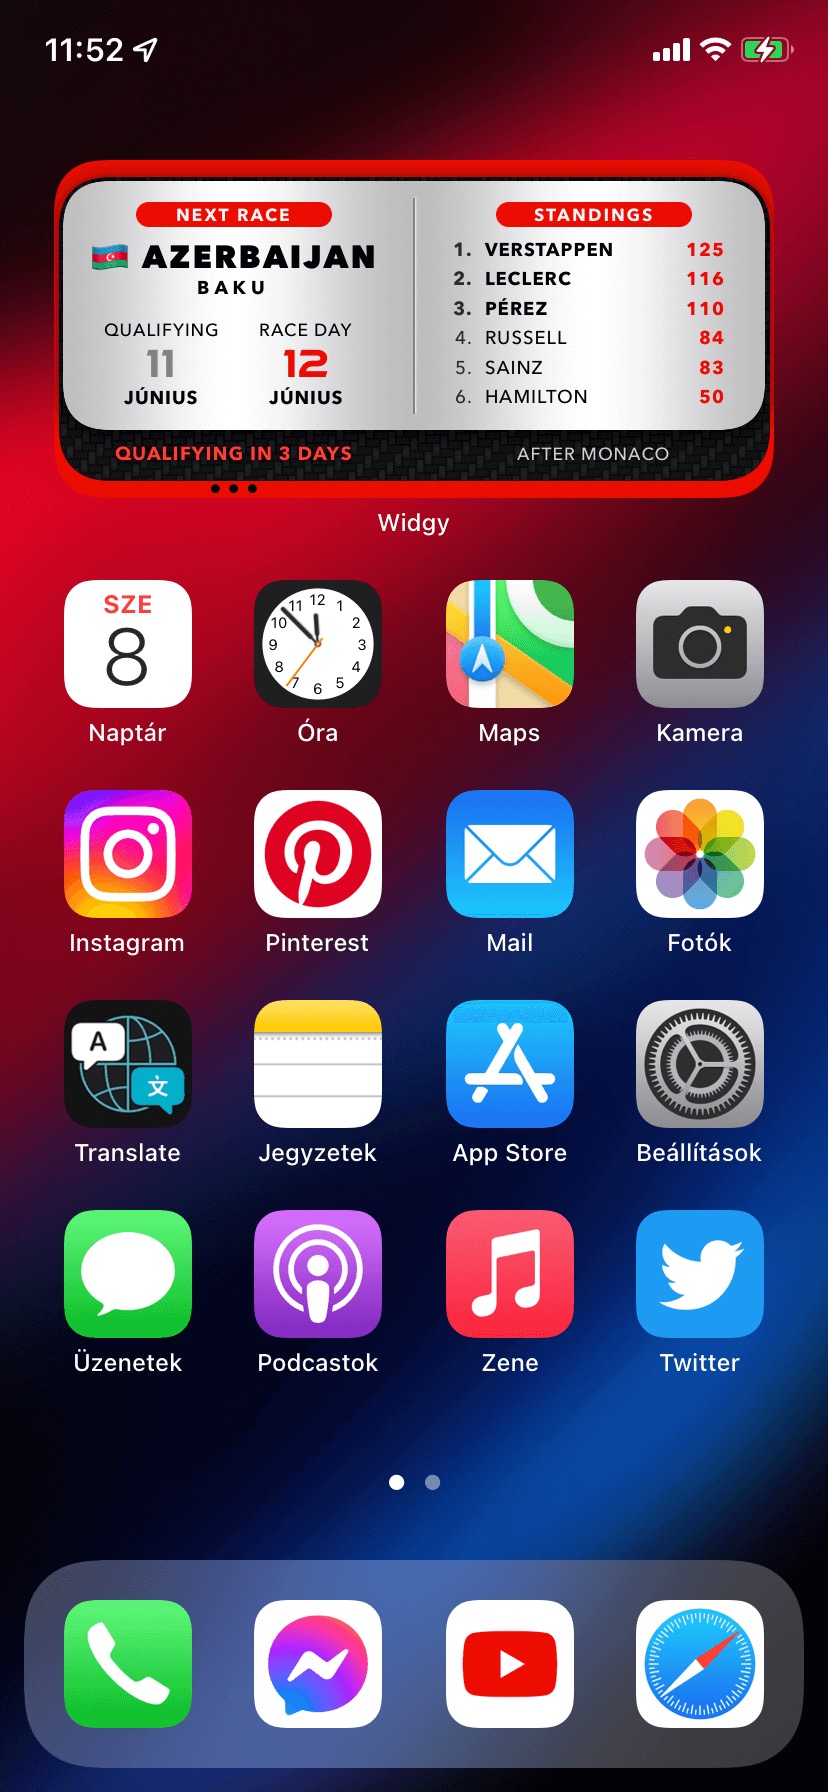 11:52
NEXT RACE
AZERBAIJAN
BAKU
QUALIFYING RACE DAY
11 12
JÚNIUS JÚNIUS
QUALIFYING IN 3 DAYS
STANDINGS
1. VERSTAPPEN 125
2. LECLERC 116
3. PÉREZ 110
4. RUSSELL 84
5. SAINZ 83
6. HAMILTON 50
AFTER MONACO
Widgy
SZE
8
12
1
2
3
4
5
6
7
8
9
10
11
Naptár Óra Maps Kamera
Instagram Pinterest Mail Fotók
A
文
Translate Jegyzetek App Store Beállítások
Üzenetek Podcastok Zene Twitter